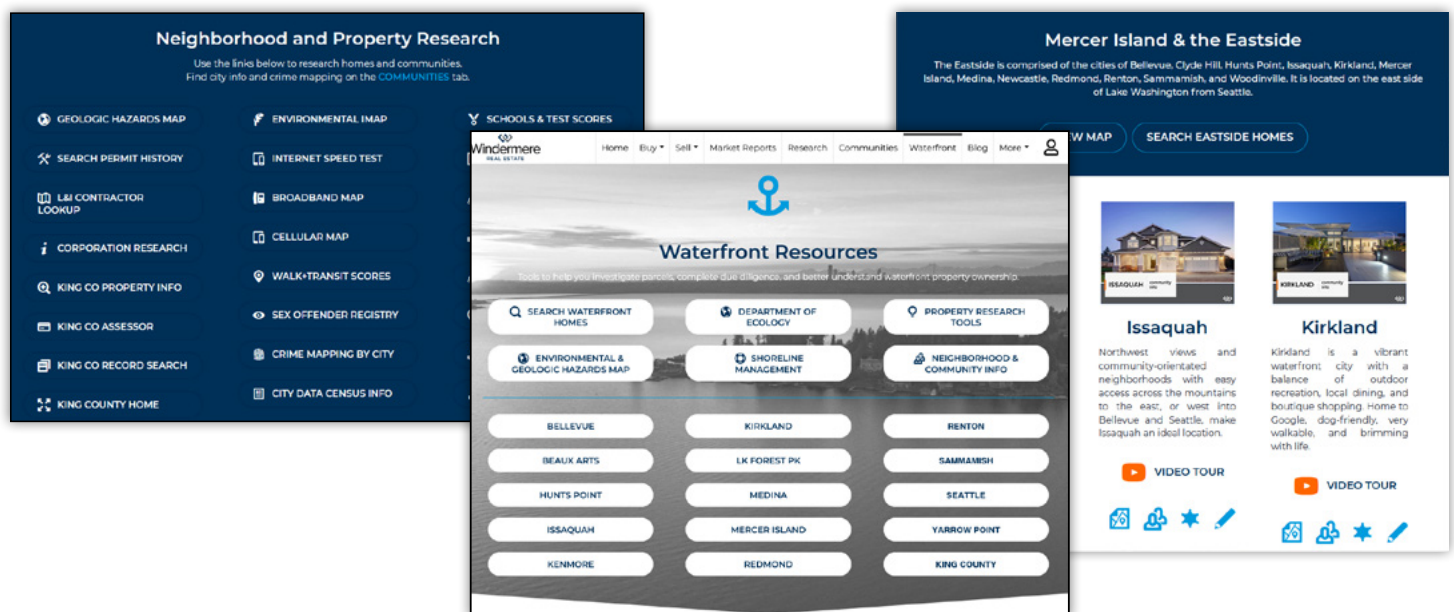 Neighborhood and Property Research
Use the links below to research homes and communities.
Find city info and crime mapping on the COMMUNITIES tab.
GEOLOGIC HAZARDS MAP
SEARCH PERMIT HISTORY
L&I CONTRACTOR
LOOKUP
CORPORATION RESEARCH
KING CO PROPERTY INFO
KING CO ASSESSOR
KING CO RECORD SEARCH
KING COUNTY HOME
ENVIRONMENTAL IMAP
INTERNET SPEED TEST
BROADBAND MAP
CELLULAR MAP
WALK+TRANSIT SCORES
SEX OFFENDER REGISTRY
CRIME MAPPING BY CITY
CITY DATA CENSUS INFO
SCHOOLS & TEST SCORES
Windermere
REAL ESTATE
Home Buy Sell Market Reports Research Communities Waterfront Blog More
Waterfront Resources
Tools to help you investigate parcels, complete due diligence, and better understand waterfront property ownership.
SEARCH WATERFRONT
HOMES
DEPARTMENT OF
ECOLOGY
PROPERTY RESEARCH
TOOLS
ENVIRONMENTAL &
GEOLOGIC HAZARDS MAP
SHORELINE
MANAGEMENT
NEIGHBORHOOD &
COMMUNITY INFO
BELLEVUE KIRKLAND RENTON
BEAUX ARTS LK FOREST PK SAMMAMISH
HUNTS POINT MEDINA SEATTLE
ISSAQUAH MERCER ISLAND YARROW POINT
KENMORE REDMOND KING COUNTY
Mercer Island & the Eastside
The Eastside is comprised of the cities of Bellevue, Clyde Hill, Hunts Point, Issaquah, Kirkland, Mercer
Island, Medina, Newcastle, Redmond, Renton, Sammamish, and Woodinville. It is located on the east side
of Lake Washington from Seattle.
MAP
SEARCH EASTSIDE HOMES
ISSAQUAH community
KIRKLAND community
Issaquah
Northwest views and
community-orientated
neighborhoods with easy
access across the mountains
to the east, or west into
Bellevue and Seattle, make
Issaquah an ideal location.
VIDEO TOUR
Kirkland
Kirkland is a vibrant
waterfront city with a
balance of outdoor
recreation, local dining, and
boutique shopping. Home to
Google, dog-friendly, very
walkable, and brimming
with life.
VIDEO TOUR